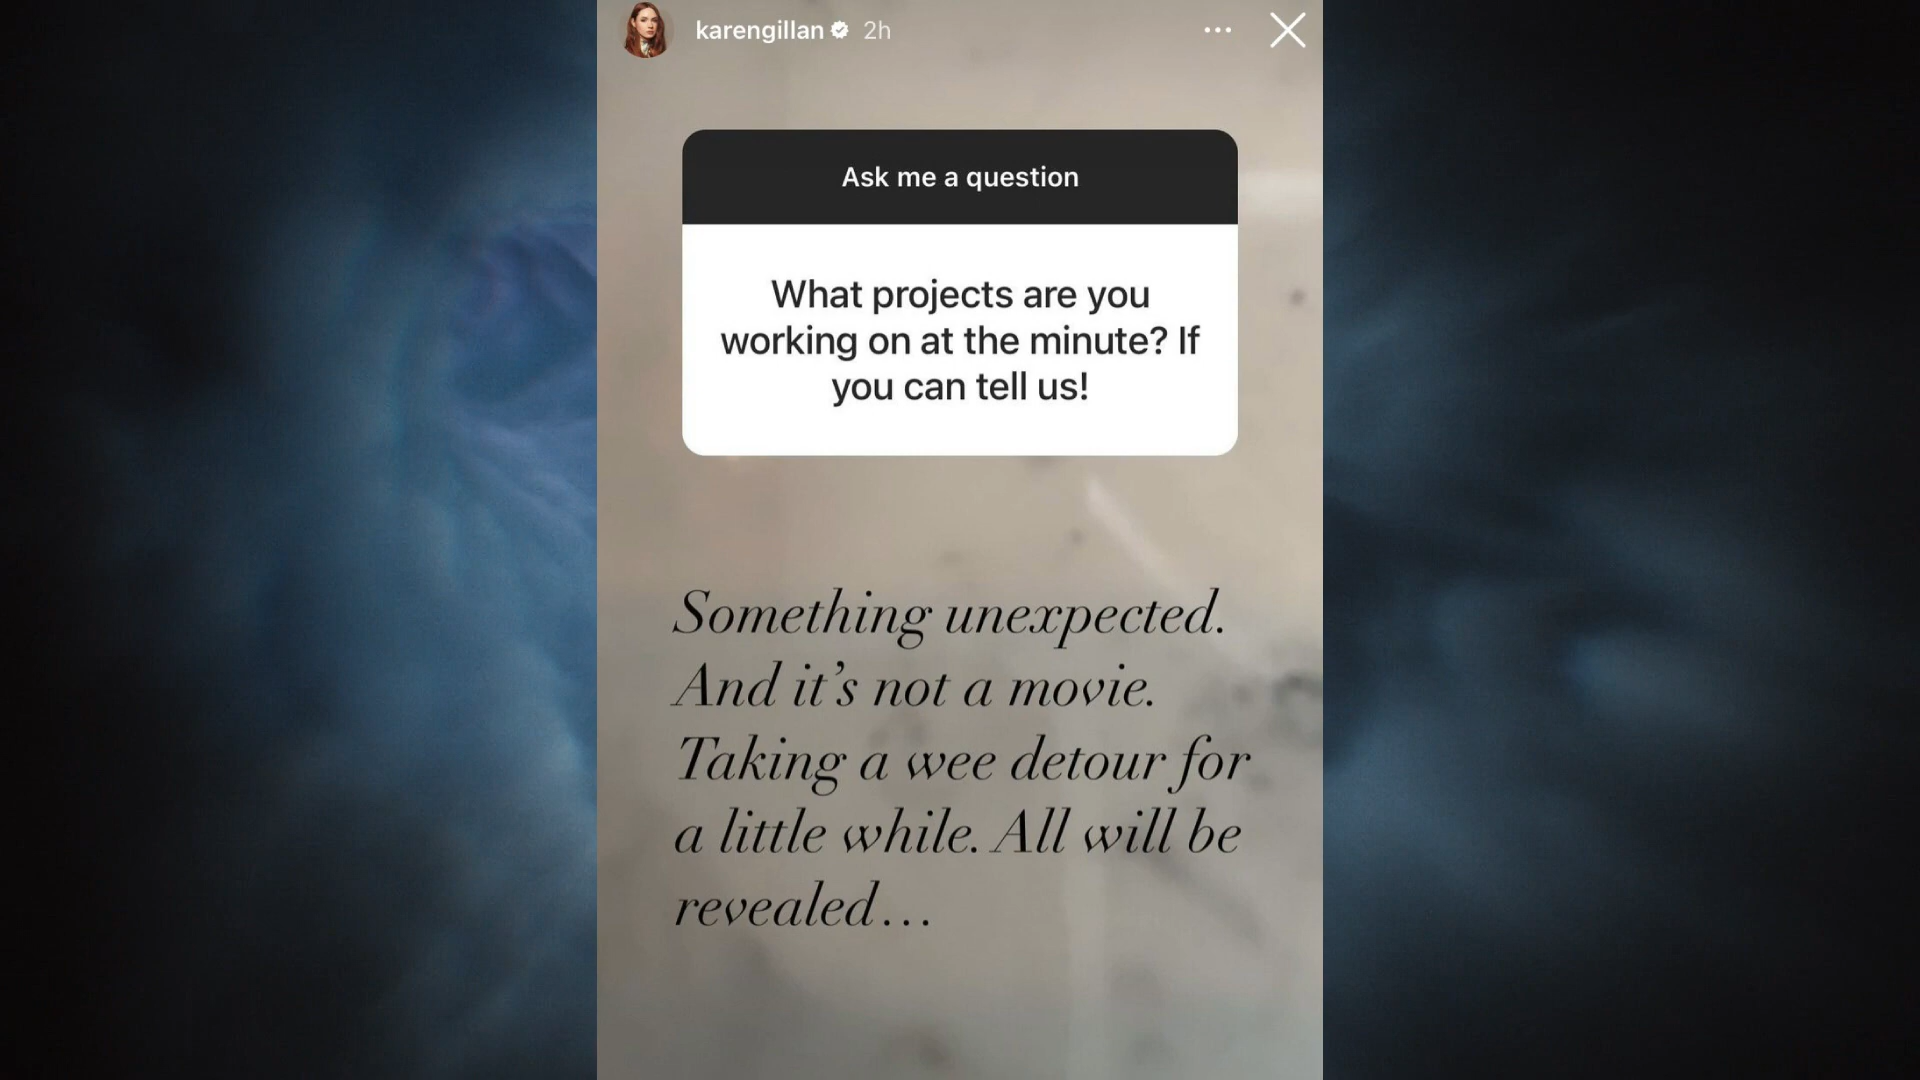 karengillan 2h
Ask me a question
What projects are you
working on at the minute? If
you can tell us!
Something unexpected.
And it’s not a movie.
Taking a wee detour for
a little while. All will be
revealed…